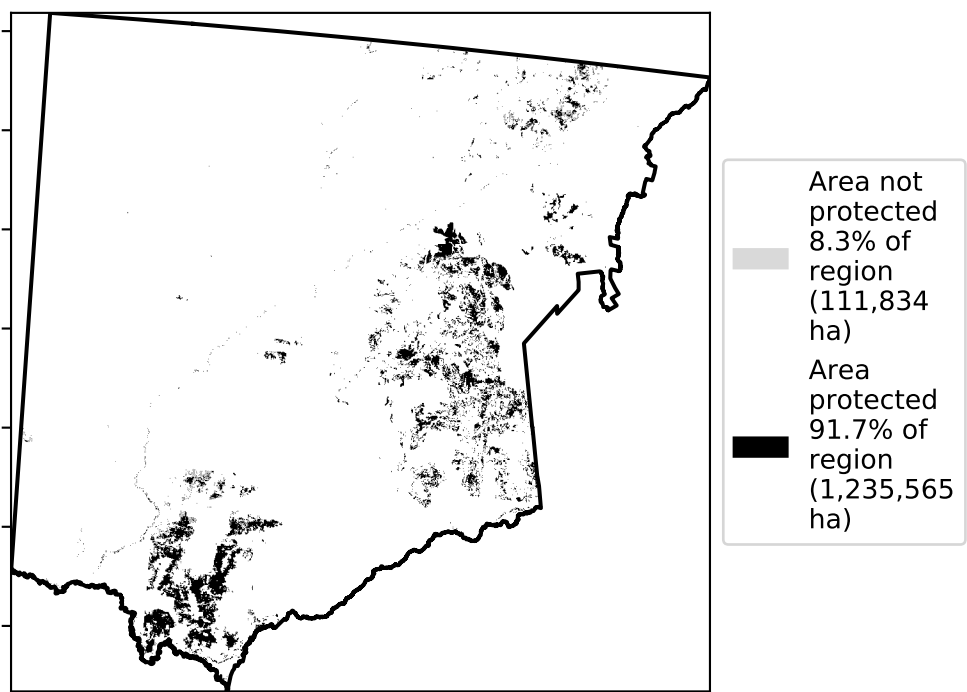 Area not
protected
8.3% of
region
(111,834
ha)
Area
protected
91.7% of
region
(1,235,565
ha)